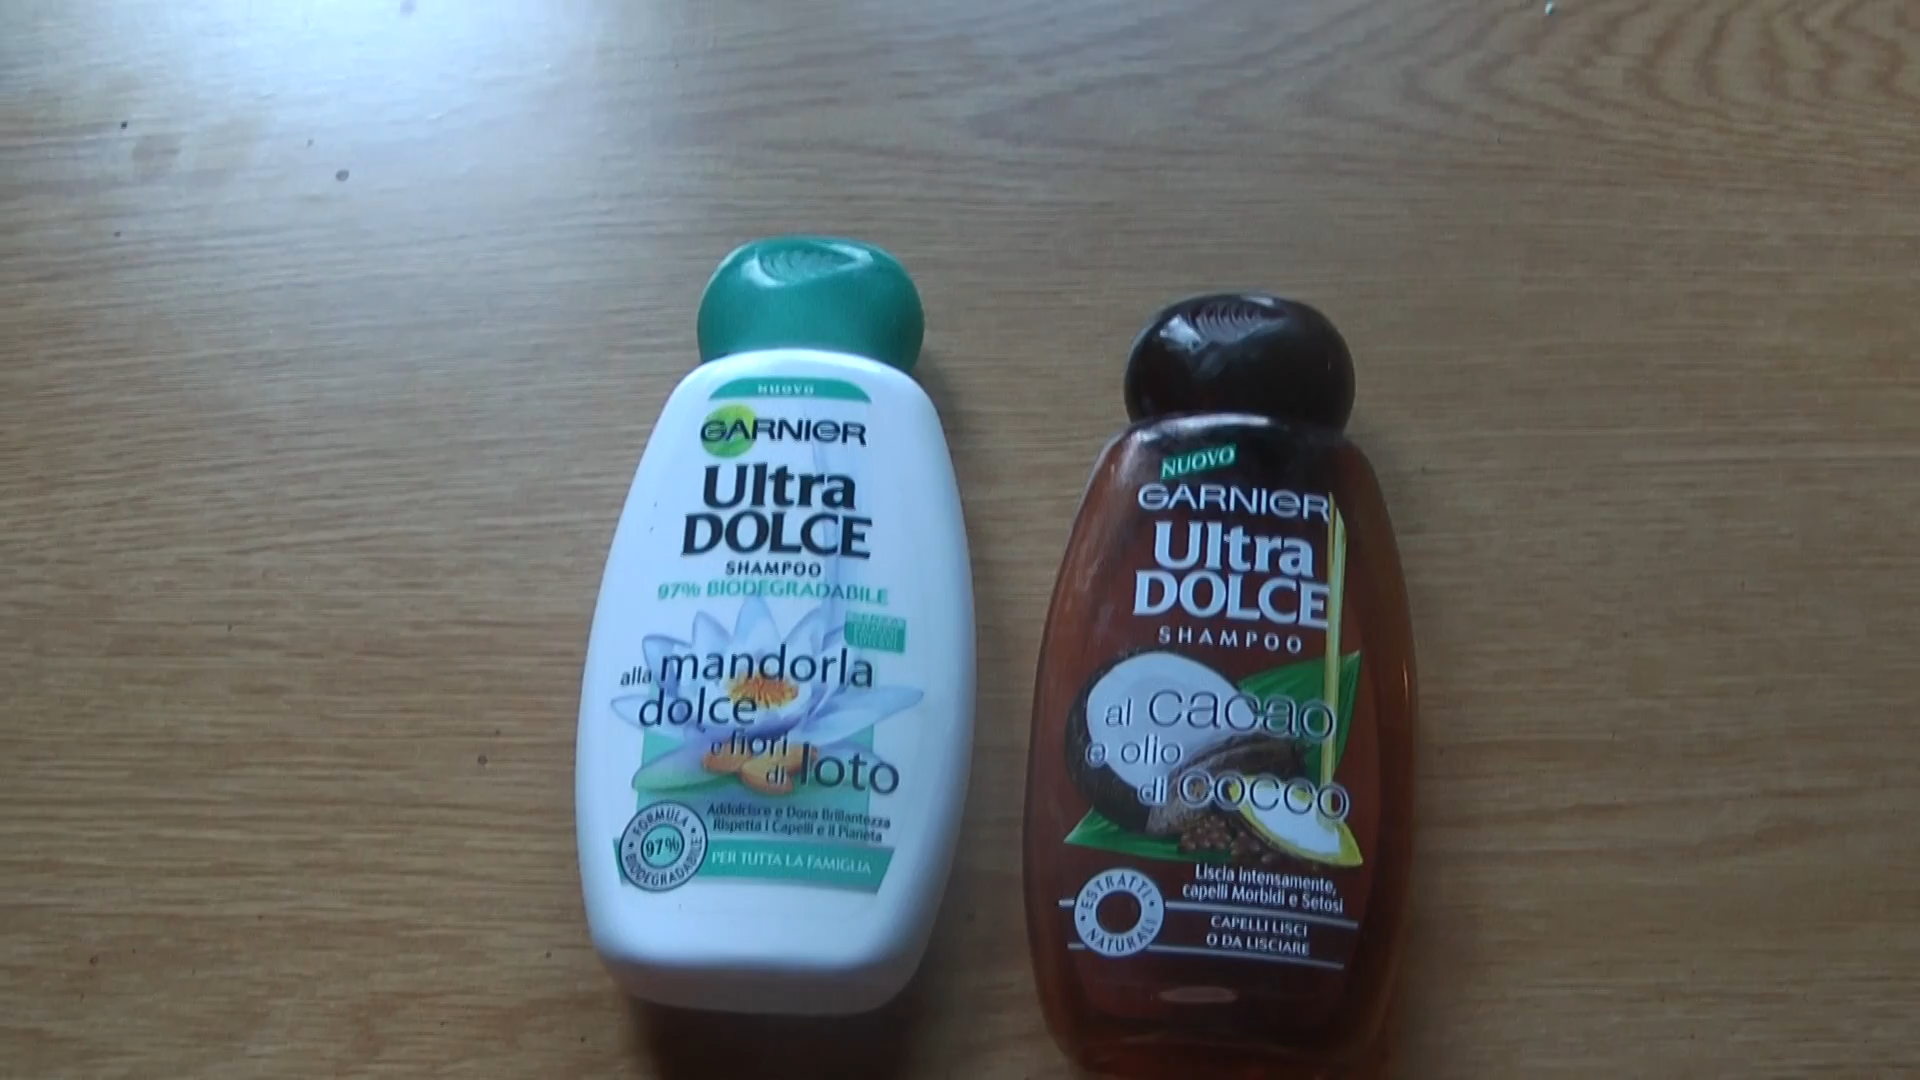 NUOVO
GARNIER
Ultra
DOLCE
SHAMPOO
97% BIODEGRADABILE
SENZA
alla mandorla
dolce
e fiori
di loto
Addolcisce e Dona Brillantezza
Rispetta i Capelli e il Pianeta
FORMULA
97%
BIODEGRADABILE
PER TUTTA LA FAMIGLIA
NUOVO
GARNIER
Ultra
DOLCE
SHAMPOO
al cacao
e olio
di cocco
Liscia intensamente,
capelli Morbidi e Setosi
ESTRATTI
NATURALI
CAPELLI LISCI
O DA LISCIARE